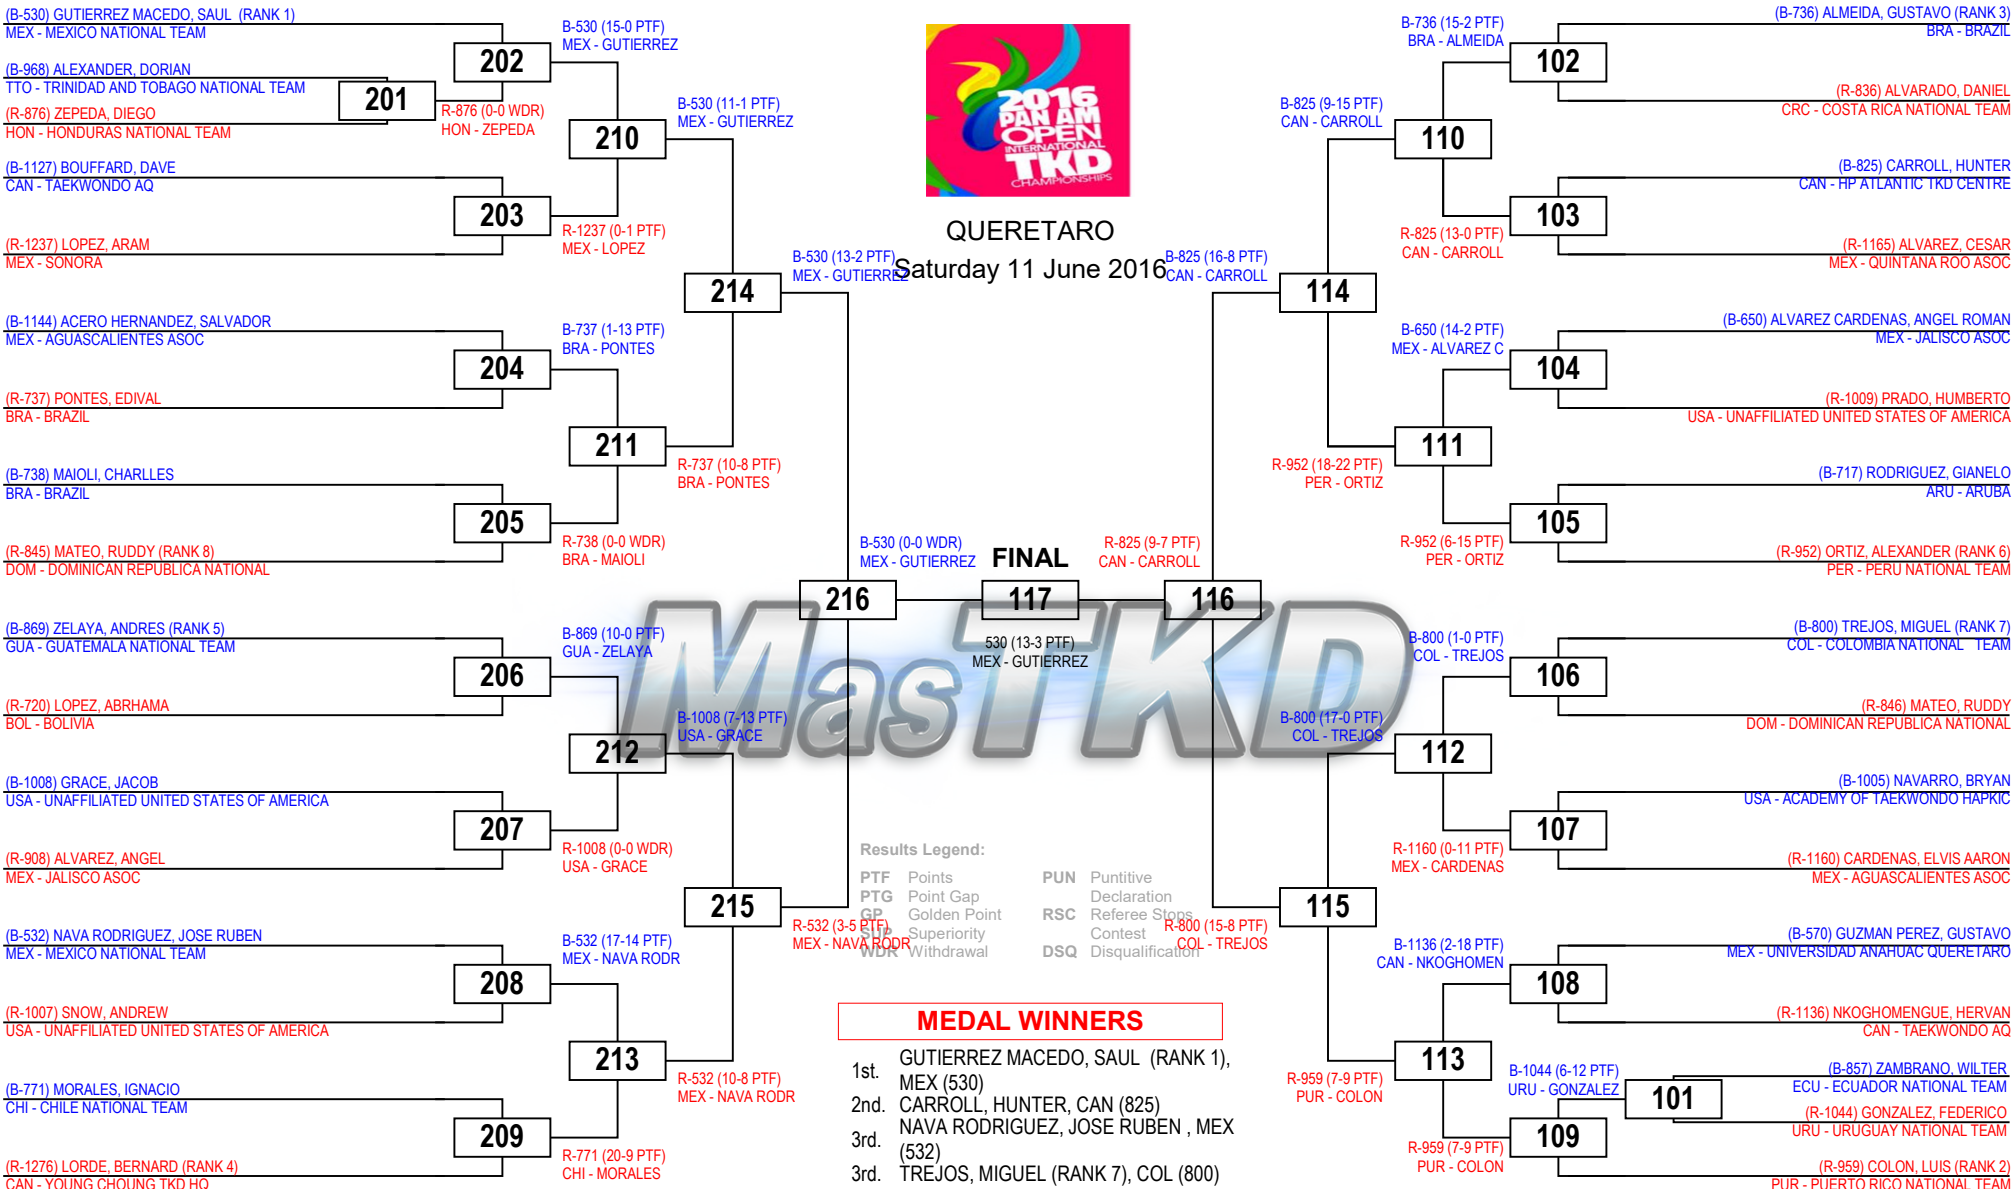 (B-530) GUTIERREZ MACEDO, SAUL (RANK 1)
MEX - MEXICO NATIONAL TEAM
(B-968) ALEXANDER, DORIAN
TTO - TRINIDAD AND TOBAGO NATIONAL TEAM
(R-876) ZEPEDA, DIEGO
HON - HONDURAS NATIONAL TEAM
(B-1127) BOUFFARD, DAVE
CAN - TAEKWONDO AQ
(R-1237) LOPEZ, ARAM
MEX - SONORA
(B-1144) ACERO HERNANDEZ, SALVADOR
MEX - AGUASCALIENTES ASOC
(R-737) PONTES, EDIVAL
BRA - BRAZIL
(B-738) MAIOLI, CHARLLES
BRA - BRAZIL
(R-845) MATEO, RUDDY (RANK 8)
DOM - DOMINICAN REPUBLICA NATIONAL
(B-869) ZELAYA, ANDRES (RANK 5)
GUA - GUATEMALA NATIONAL TEAM
(R-720) LOPEZ, ABRHAMA
BOL - BOLIVIA
(B-1008) GRACE, JACOB
USA - UNAFFILIATED UNITED STATES OF AMERICA
(R-908) ALVAREZ, ANGEL
MEX - JALISCO ASOC
(B-532) NAVA RODRIGUEZ, JOSE RUBEN
MEX - MEXICO NATIONAL TEAM
(R-1007) SNOW, ANDREW
USA - UNAFFILIATED UNITED STATES OF AMERICA
(B-771) MORALES, IGNACIO
CHI - CHILE NATIONAL TEAM
(R-1276) LORDE, BERNARD (RANK 4)
CAN - YOUNG CHOUNG TKD HQ
201
R-876 (0-0 WDR)
HON - ZEPEDA
202
203
204
205
206
207
208
209
B-530 (15-0 PTF)
MEX - GUTIERREZ
210
R-1237 (0-1 PTF)
MEX - LOPEZ
B-737 (1-13 PTF)
BRA - PONTES
211
R-738 (0-0 WDR)
BRA - MAIOLI
B-869 (10-0 PTF)
GUA - ZELAYA
212
R-1008 (0-0 WDR)
USA - GRACE
B-532 (17-14 PTF)
MEX - NAVA RODR
213
R-771 (20-9 PTF)
CHI - MORALES
B-530 (11-1 PTF)
MEX - GUTIERREZ
214
R-737 (10-8 PTF)
BRA - PONTES
B-1008 (7-13 PTF)
USA - GRACE
215
R-532 (10-8 PTF)
MEX - NAVA RODR
B-530 (13-2 PTF)
MEX - GUTIERREZ
216
R-532 (3-5 PTF)
MEX - NAVA RODR
2016
PAN AM
OPEN
INTERNATIONAL
TKD
CHAMPIONSHIPS
QUERETARO
Saturday 11 June 2016
B-530 (0-0 WDR)
MEX - GUTIERREZ
FINAL
117
530 (13-3 PTF)
MEX - GUTIERREZ
R-825 (9-7 PTF)
CAN - CARROLL
MasTKD
Results Legend:
PTF Points
PTG Point Gap
GP Golden Point
SUP Superiority
WDR Withdrawal
PUN Puntitive
Declaration
RSC Referee Stops
Contest
DSQ Disqualification
MEDAL WINNERS
1st. GUTIERREZ MACEDO, SAUL (RANK 1),
MEX (530)
2nd. CARROLL, HUNTER, CAN (825)
3rd. NAVA RODRIGUEZ, JOSE RUBEN , MEX
(532)
3rd. TREJOS, MIGUEL (RANK 7), COL (800)
B-825 (16-8 PTF)
CAN - CARROLL
116
R-800 (15-8 PTF)
COL - TREJOS
B-825 (9-15 PTF)
CAN - CARROLL
114
R-952 (18-22 PTF)
PER - ORTIZ
B-800 (17-0 PTF)
COL - TREJOS
115
R-959 (7-9 PTF)
PUR - COLON
B-736 (15-2 PTF)
BRA - ALMEIDA
110
R-825 (13-0 PTF)
CAN - CARROLL
B-650 (14-2 PTF)
MEX - ALVAREZ C
111
R-952 (6-15 PTF)
PER - ORTIZ
B-800 (1-0 PTF)
COL - TREJOS
112
R-1160 (0-11 PTF)
MEX - CARDENAS
B-1136 (2-18 PTF)
CAN - NKOGHOMEN
113
R-959 (7-9 PTF)
PUR - COLON
102
103
104
105
106
107
108
109
B-1044 (6-12 PTF)
URU - GONZALEZ
101
(B-736) ALMEIDA, GUSTAVO (RANK 3)
BRA - BRAZIL
(R-836) ALVARADO, DANIEL
CRC - COSTA RICA NATIONAL TEAM
(B-825) CARROLL, HUNTER
CAN - HP ATLANTIC TKD CENTRE
(R-1165) ALVAREZ, CESAR
MEX - QUINTANA ROO ASOC
(B-650) ALVAREZ CARDENAS, ANGEL ROMAN
MEX - JALISCO ASOC
(R-1009) PRADO, HUMBERTO
USA - UNAFFILIATED UNITED STATES OF AMERICA
(B-717) RODRIGUEZ, GIANELO
ARU - ARUBA
(R-952) ORTIZ, ALEXANDER (RANK 6)
PER - PERU NATIONAL TEAM
(B-800) TREJOS, MIGUEL (RANK 7)
COL - COLOMBIA NATIONAL TEAM
(R-846) MATEO, RUDDY
DOM - DOMINICAN REPUBLICA NATIONAL
(B-1005) NAVARRO, BRYAN
USA - ACADEMY OF TAEKWONDO HAPKIC
(R-1160) CARDENAS, ELVIS AARON
MEX - AGUASCALIENTES ASOC
(B-570) GUZMAN PEREZ, GUSTAVO
MEX - UNIVERSIDAD ANAHUAC QUERETARO
(R-1136) NKOGHOMENGUE, HERVAN
CAN - TAEKWONDO AQ
(B-857) ZAMBRANO, WILTER
ECU - ECUADOR NATIONAL TEAM
(R-1044) GONZALEZ, FEDERICO
URU - URUGUAY NATIONAL TEAM
(R-959) COLON, LUIS (RANK 2)
PUR - PUERTO RICO NATIONAL TEAM